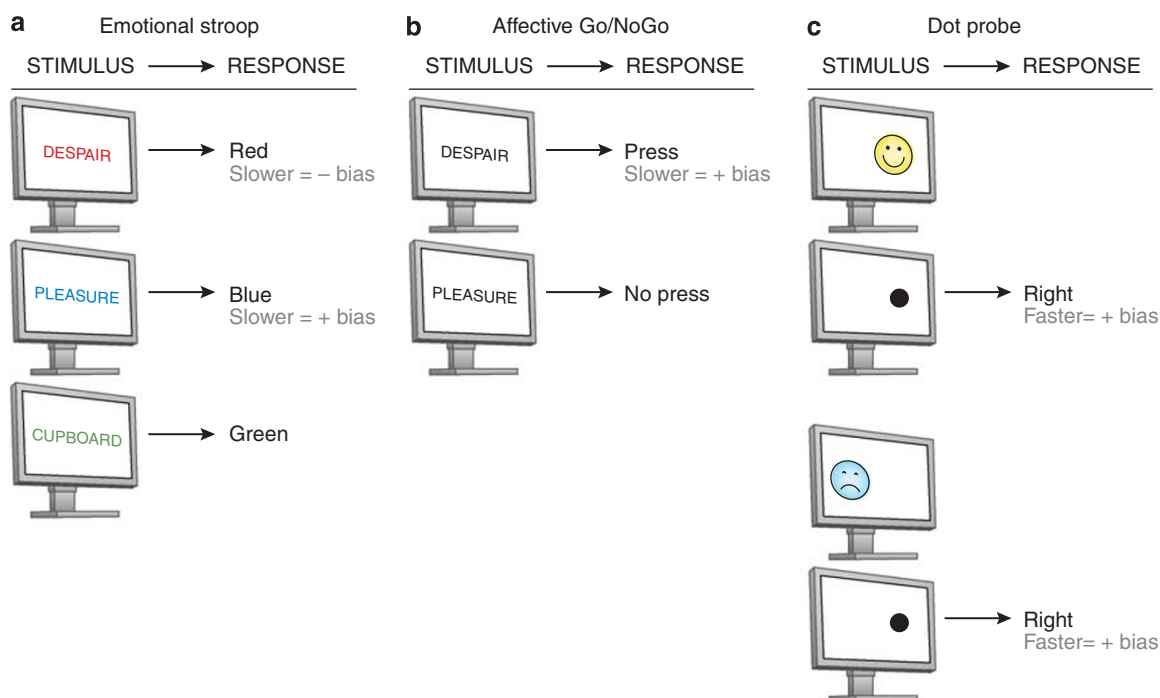 a Emotional stroop
STIMULUS RESPONSE
DESPAIR
Red
Slower = – bias
PLEASURE
Blue
Slower = + bias
CUPBOARD
Green
b Affective Go/NoGo
STIMULUS RESPONSE
DESPAIR
Press
Slower = + bias
PLEASURE
No press
c Dot probe
STIMULUS RESPONSE
Right
Faster= + bias
Right
Faster= + bias